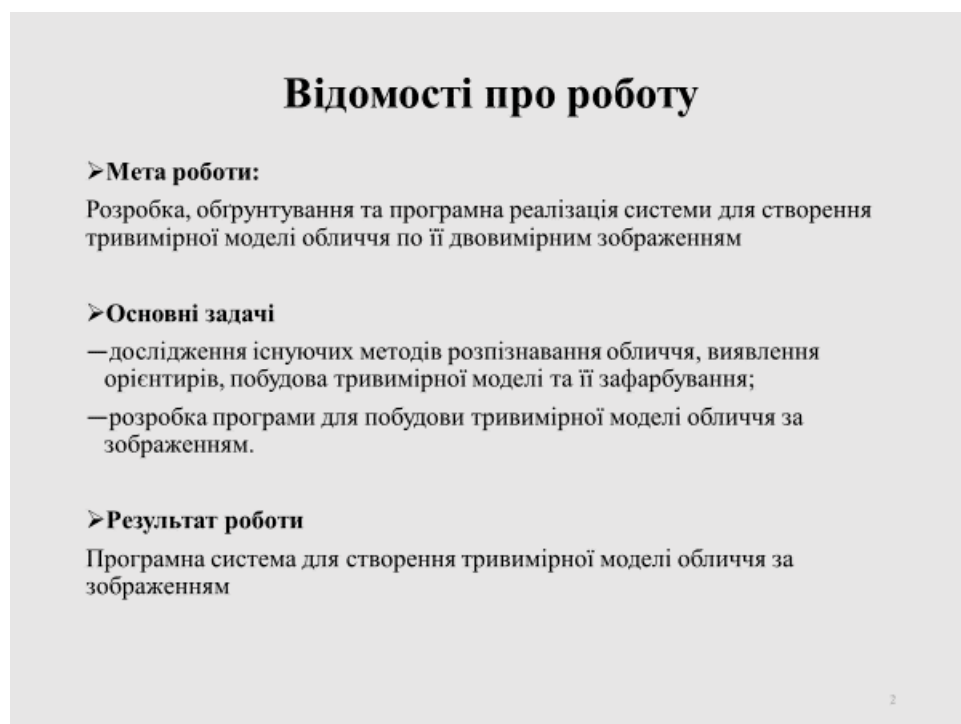 Відомості про роботу
➢Мета роботи:
Розробка, обґрунтування та програмна реалізація системи для створення
тривимірної моделі обличчя по її двовимірним зображенням
➢Основні задачі
—дослідження існуючих методів розпізнавання обличчя, виявлення
орієнтирів, побудова тривимірної моделі та її зафарбування;
—розробка програми для побудови тривимірної моделі обличчя за
зображенням.
➢Результат роботи
Програмна система для створення тривимірної моделі обличчя за
зображенням
2